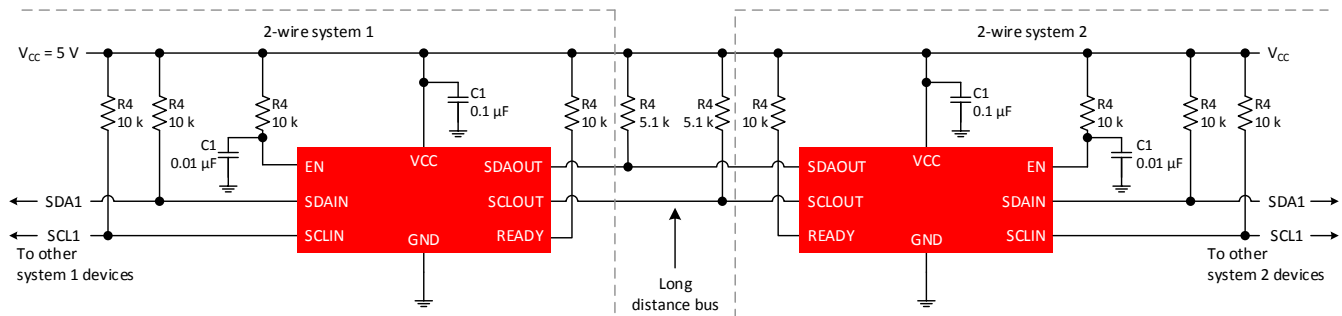 2-wire system 1
2-wire system 2
V_CC = 5 V
V_CC
R4
10 k
R4
10 k
R4
10 k
C1
0.01 µF
C1
0.1 µF
R4
10 k
R4
5.1 k
R4
5.1 k
R4
10 k
C1
0.1 µF
R4
10 k
C1
0.01 µF
R4
10 k
R4
10 k
EN
VCC
SDAOUT
SDAIN
SCLOUT
SCLIN
GND
READY
SDAOUT
VCC
EN
SCLOUT
SDAIN
READY
GND
SCLIN
SDA1
SCL1
To other
system 1 devices
Long
distance bus
SDA1
SCL1
To other
system 2 devices